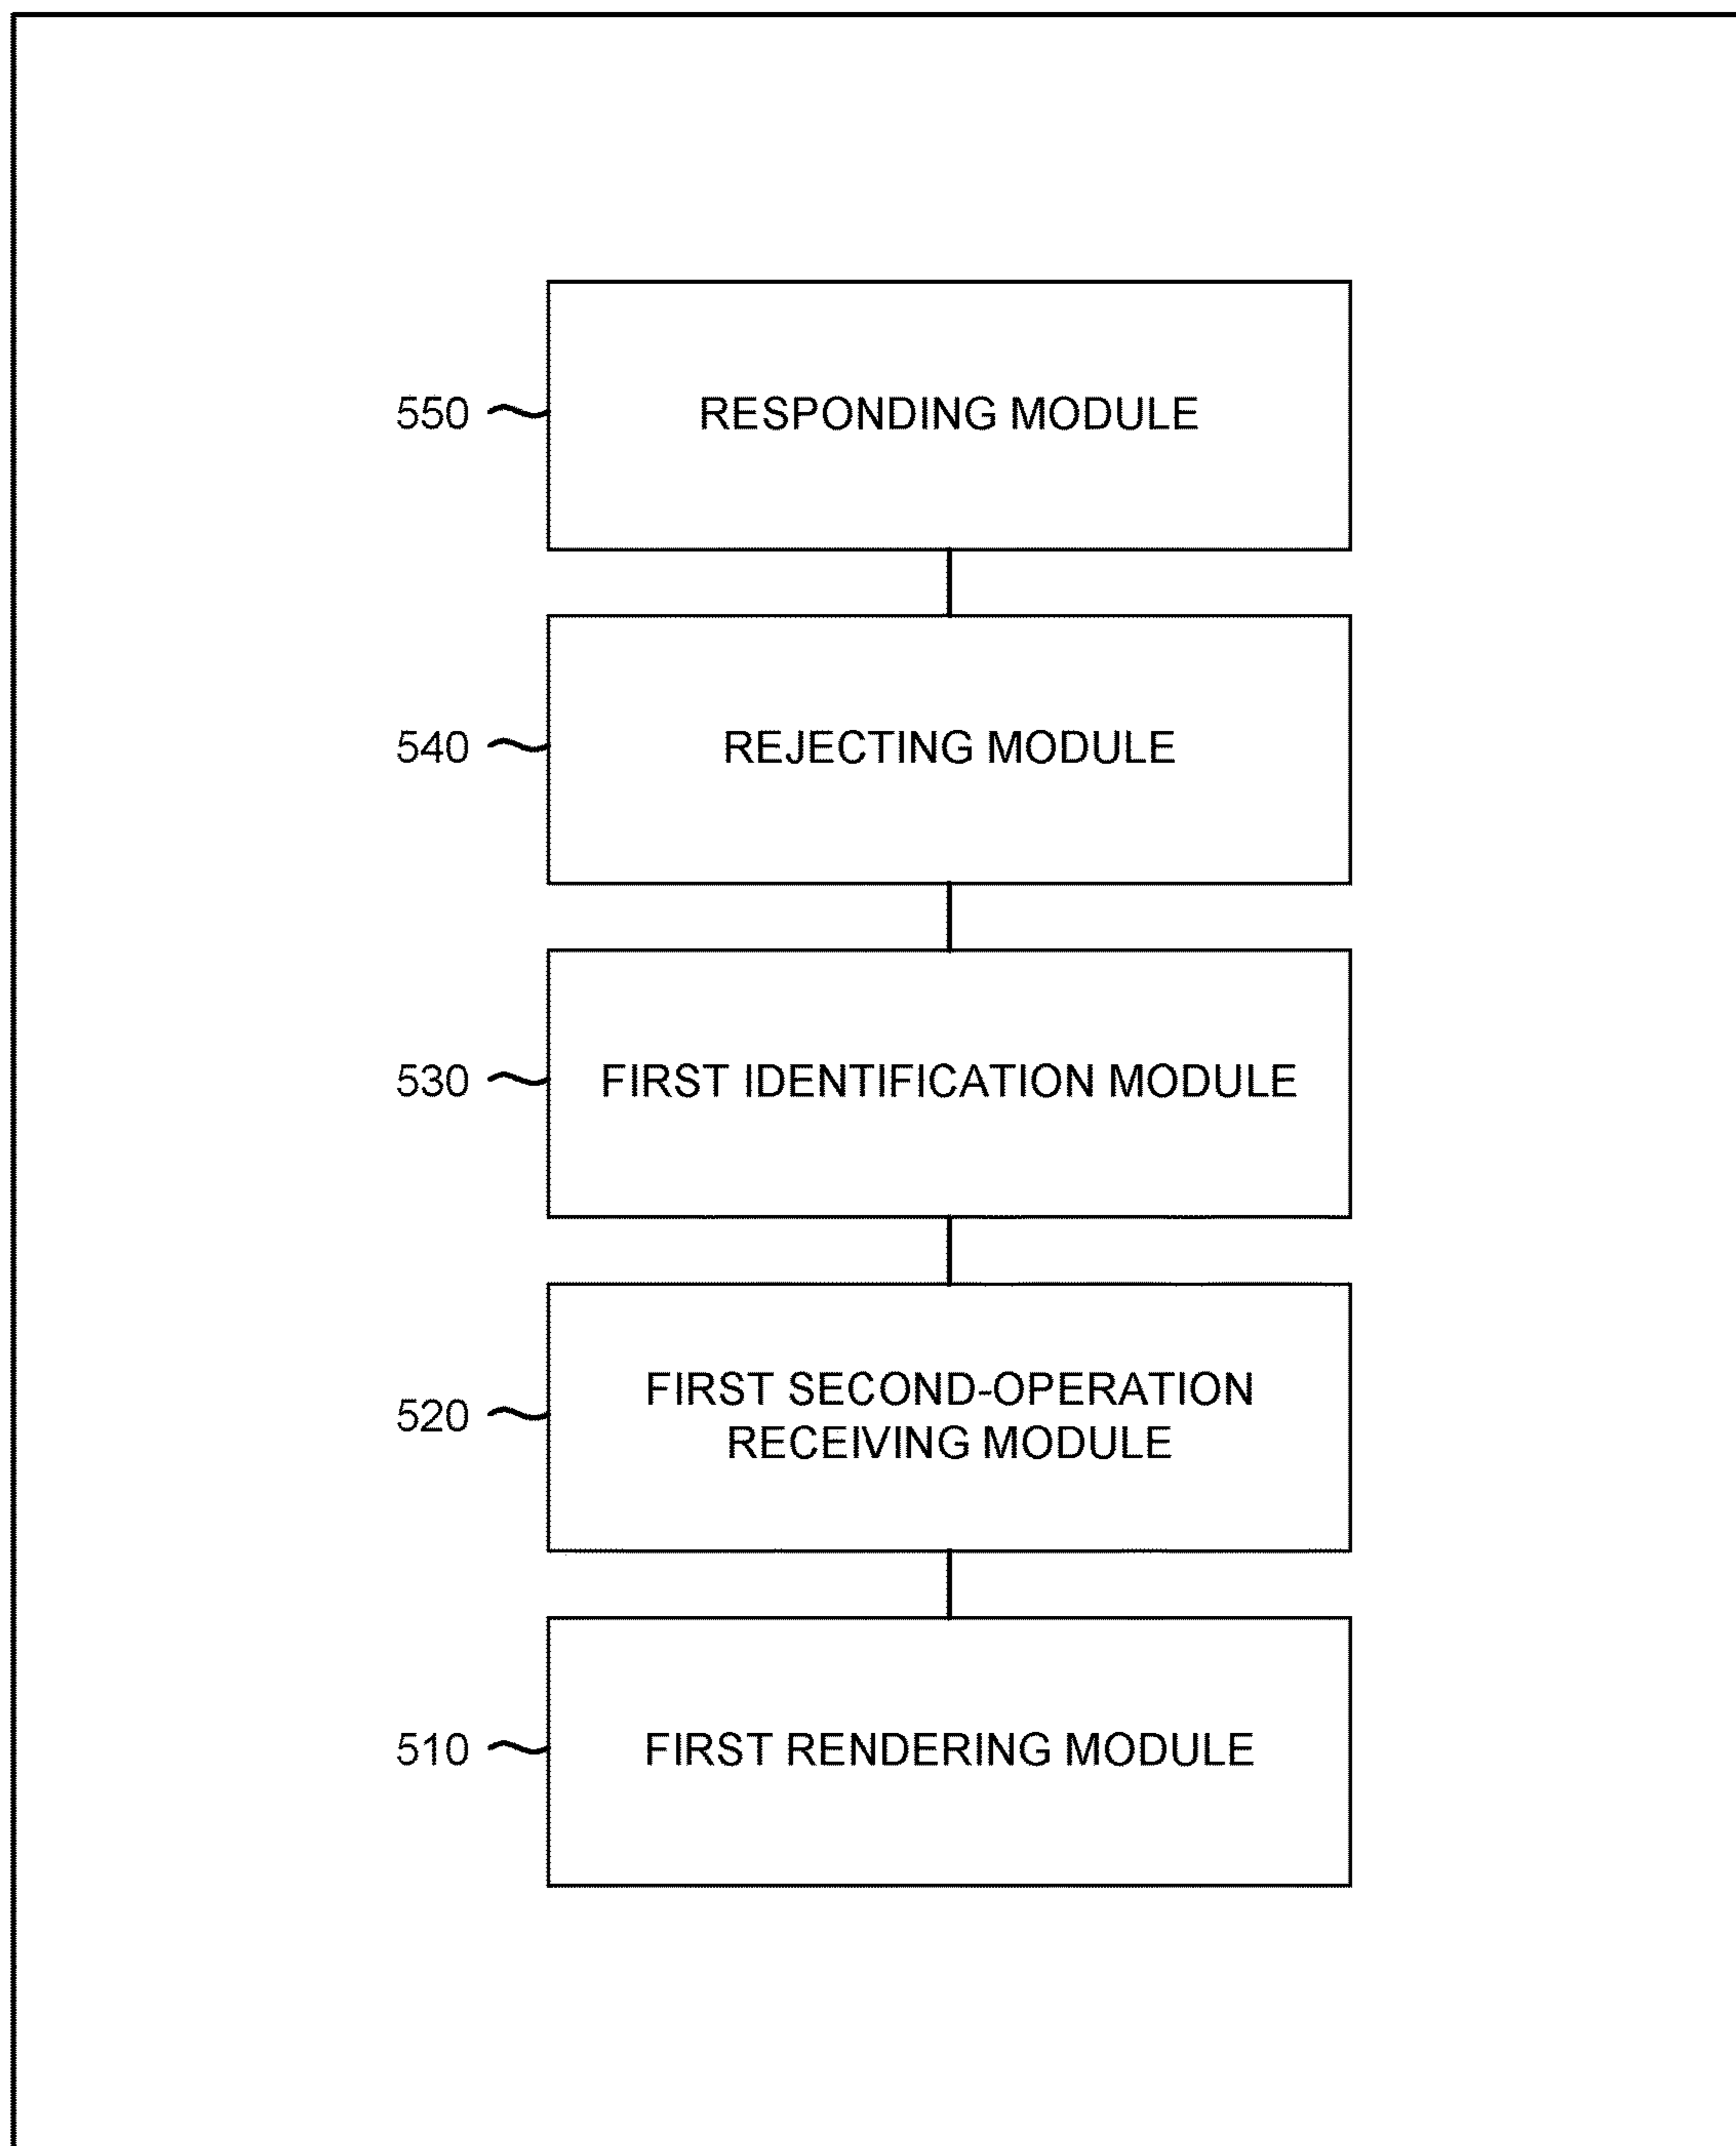 550 RESPONDING MODULE
540 REJECTING MODULE
530 FIRST IDENTIFICATION MODULE
FIRST SECOND-OPERATION
520 RECEIVING MODULE
510 FIRST RENDERING MODULE